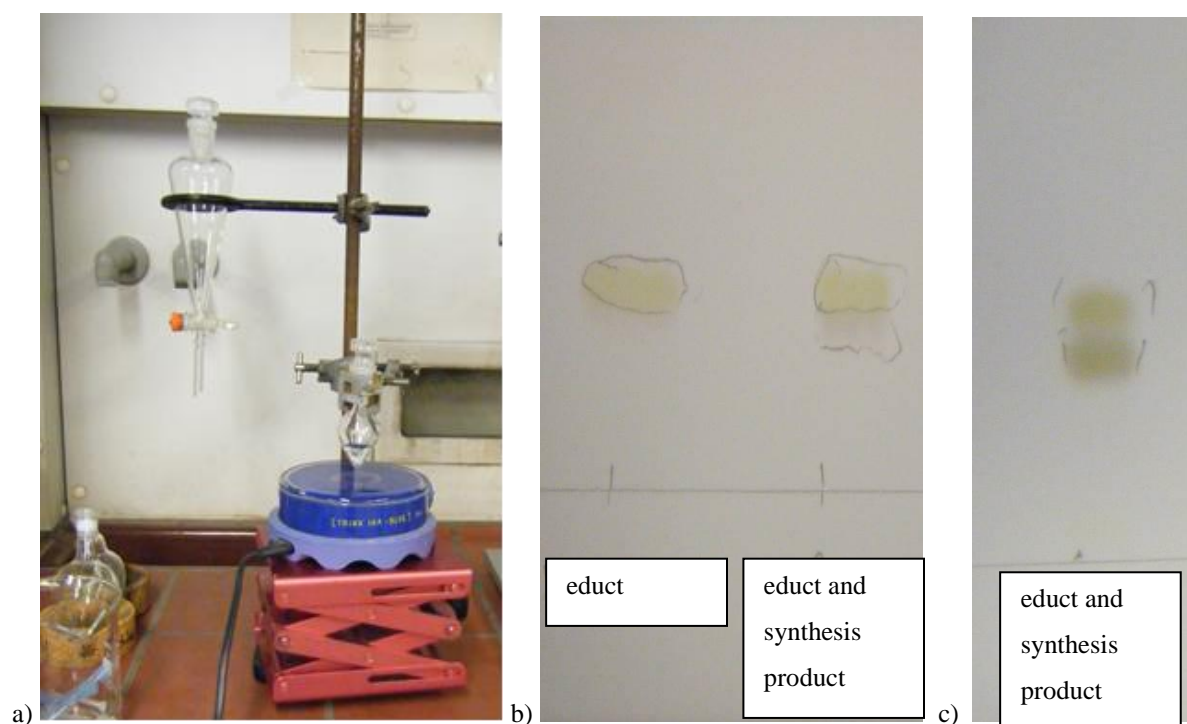 educt
educt and
synthesis
product
educt and
synthesis
product
a)
b)
c)